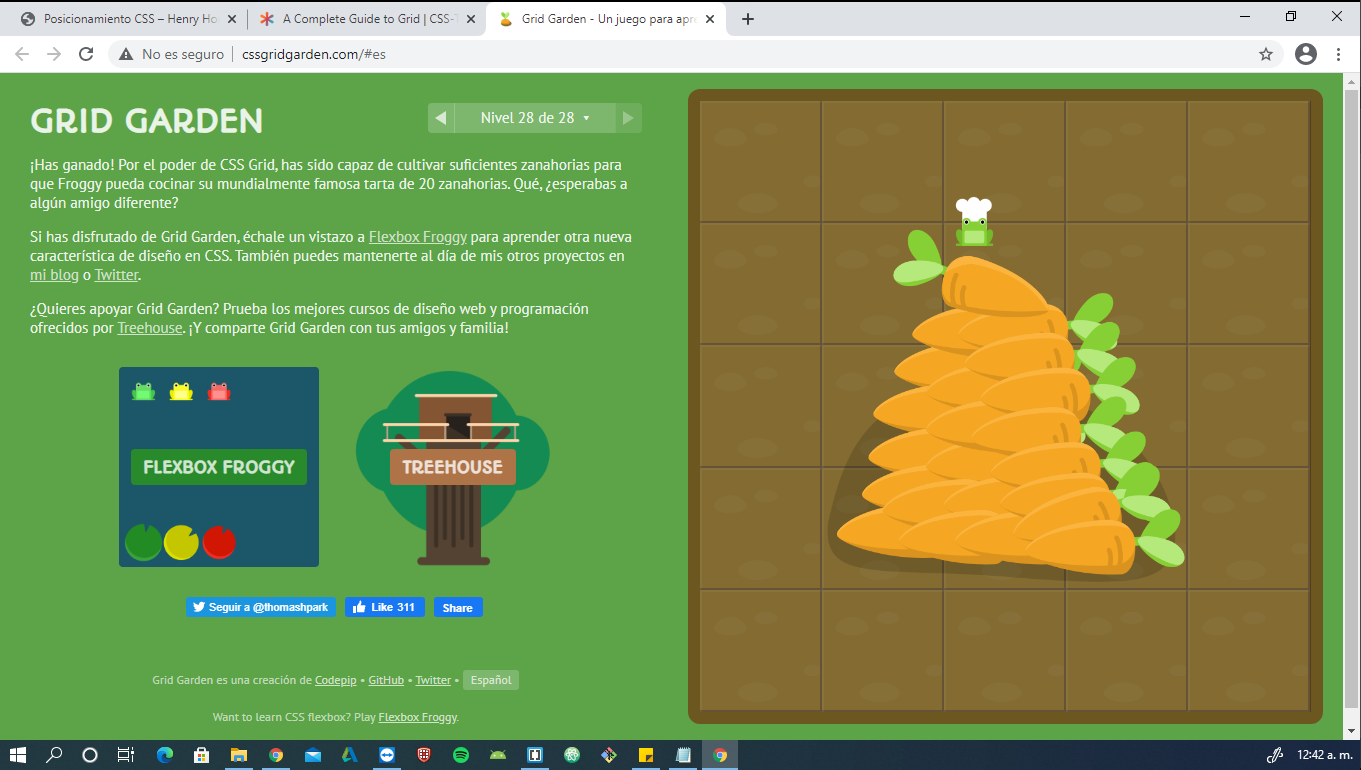 Posicionamiento CSS – Henry Ho
A Complete Guide to Grid | CSS-T
Grid Garden - Un juego para apre
No es seguro
cssgridgarden.com/#es
GRID GARDEN
Nivel 28 de 28
¡Has ganado! Por el poder de CSS Grid, has sido capaz de cultivar suficientes zanahorias para
que Froggy pueda cocinar su mundialmente famosa tarta de 20 zanahorias. Qué, ¿esperabas a
algún amigo diferente?
Si has disfrutado de Grid Garden, échale un vistazo a Flexbox Froggy para aprender otra nueva
característica de diseño en CSS. También puedes mantenerte al día de mis otros proyectos en
mi blog o Twitter.
¿Quieres apoyar Grid Garden? Prueba los mejores cursos de diseño web y programación
ofrecidos por Treehouse. ¡Y comparte Grid Garden con tus amigos y familia!
FLEXBOX FROGGY
TREEHOUSE
Seguir a @thomashpark
Like 311
Share
Grid Garden es una creación de Codepip • GitHub • Twitter • Español
Want to learn CSS flexbox? Play Flexbox Froggy.
12:42 a. m.